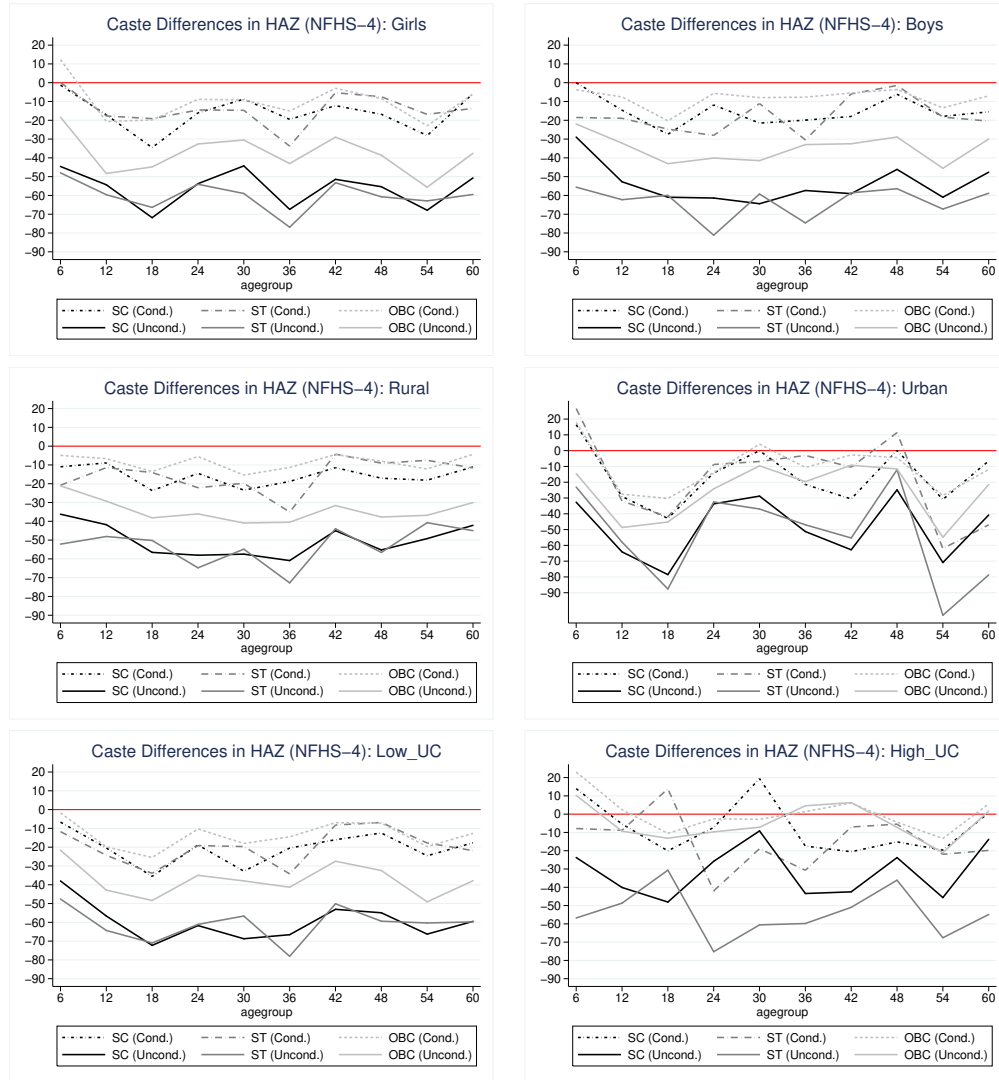 Caste Differences in HAZ (NFHS−4): Girls
20
10
0
−10
−20
−30
−40
−50
−60
−70
−80
−90
6 12 18 24 30 36 42 48 54 60
agegroup
SC (Cond.) ST (Cond.) OBC (Cond.)
SC (Uncond.) ST (Uncond.) OBC (Uncond.)
Caste Differences in HAZ (NFHS−4): Boys
20
10
0
−10
−20
−30
−40
−50
−60
−70
−80
−90
6 12 18 24 30 36 42 48 54 60
agegroup
SC (Cond.) ST (Cond.) OBC (Cond.)
SC (Uncond.) ST (Uncond.) OBC (Uncond.)
Caste Differences in HAZ (NFHS−4): Rural
20
10
0
−10
−20
−30
−40
−50
−60
−70
−80
−90
6 12 18 24 30 36 42 48 54 60
agegroup
SC (Cond.) ST (Cond.) OBC (Cond.)
SC (Uncond.) ST (Uncond.) OBC (Uncond.)
Caste Differences in HAZ (NFHS−4): Urban
20
10
0
−10
−20
−30
−40
−50
−60
−70
−80
−90
6 12 18 24 30 36 42 48 54 60
agegroup
SC (Cond.) ST (Cond.) OBC (Cond.)
SC (Uncond.) ST (Uncond.) OBC (Uncond.)
Caste Differences in HAZ (NFHS−4): Low_UC
20
10
0
−10
−20
−30
−40
−50
−60
−70
−80
−90
6 12 18 24 30 36 42 48 54 60
agegroup
SC (Cond.) ST (Cond.) OBC (Cond.)
SC (Uncond.) ST (Uncond.) OBC (Uncond.)
Caste Differences in HAZ (NFHS−4): High_UC
20
10
0
−10
−20
−30
−40
−50
−60
−70
−80
−90
6 12 18 24 30 36 42 48 54 60
agegroup
SC (Cond.) ST (Cond.) OBC (Cond.)
SC (Uncond.) ST (Uncond.) OBC (Uncond.)